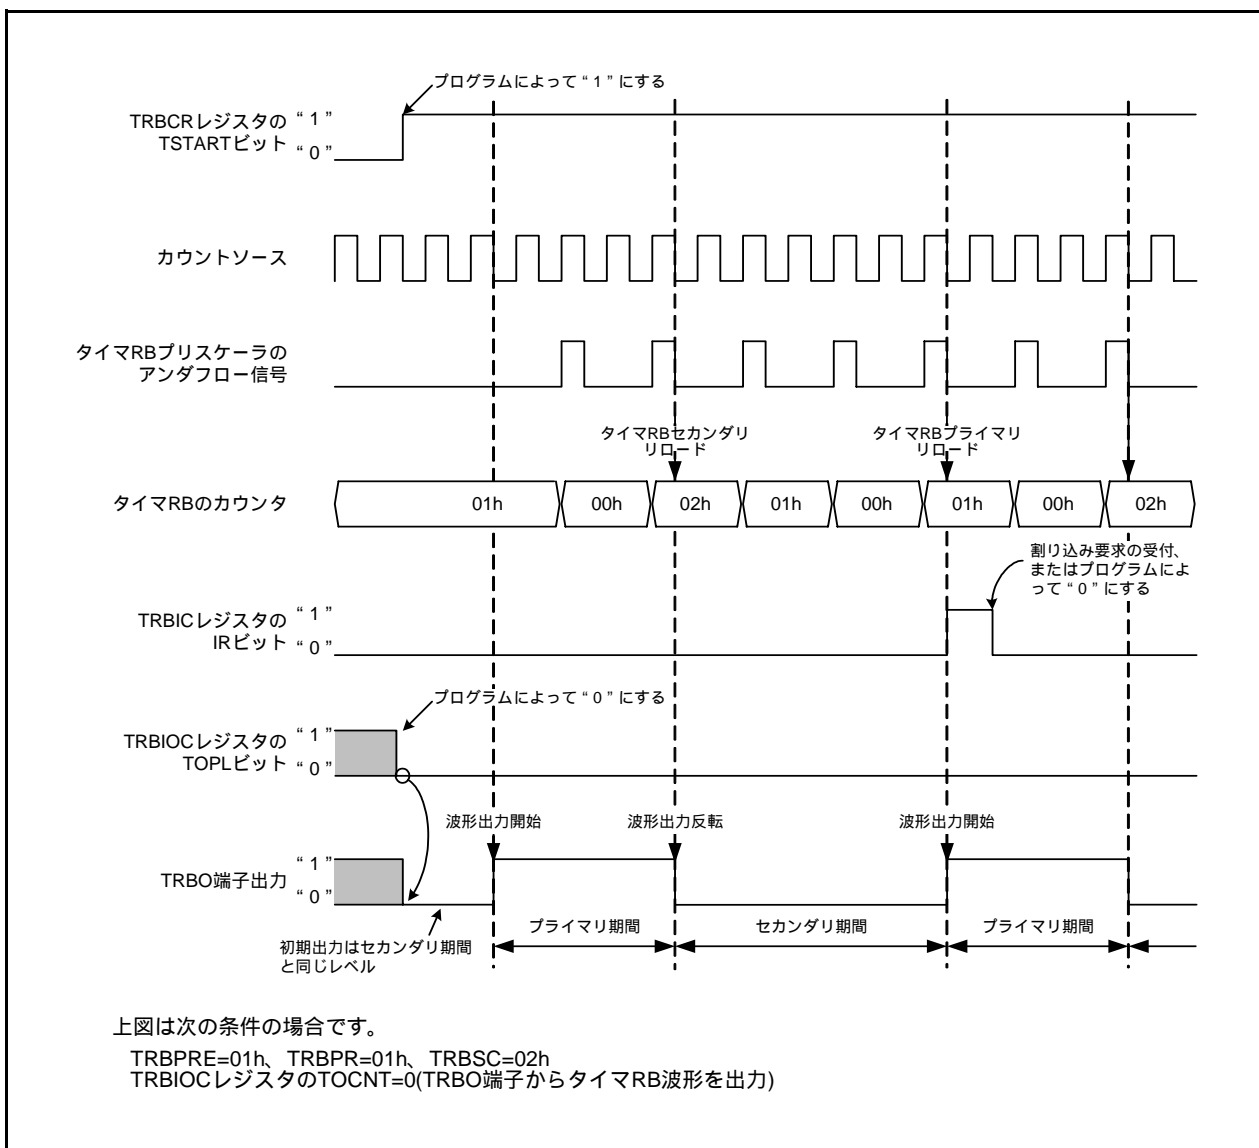 プログラムによって“1”にする
TRBCRレジスタの
TSTARTビット
“1”
“0”
カウントソース
タイマRBプリスケーラの
アンダフロー信号
タイマRBセカンダリ
リロード
タイマRBプライマリ
リロード
タイマRBのカウンタ
01h 00h 02h 01h 00h 01h 00h 02h
割り込み要求の受付、
またはプログラムによ
って“0”にする
TRBICレジスタの
IRビット
“1”
“0”
プログラムによって“0”にする
TRBIOCレジスタの
TOPLビット
“1”
“0”
波形出力開始 波形出力反転 波形出力開始
TRBO端子出力
“1”
“0”
プライマリ期間 セカンダリ期間 プライマリ期間
初期出力はセカンダリ期間
と同じレベル
上図は次の条件の場合です。
TRBPRE=01h、TRBPR=01h、TRBSC=02h
TRBIOCレジスタのTOCNT=0(TRBO端子からタイマRB波形を出力)